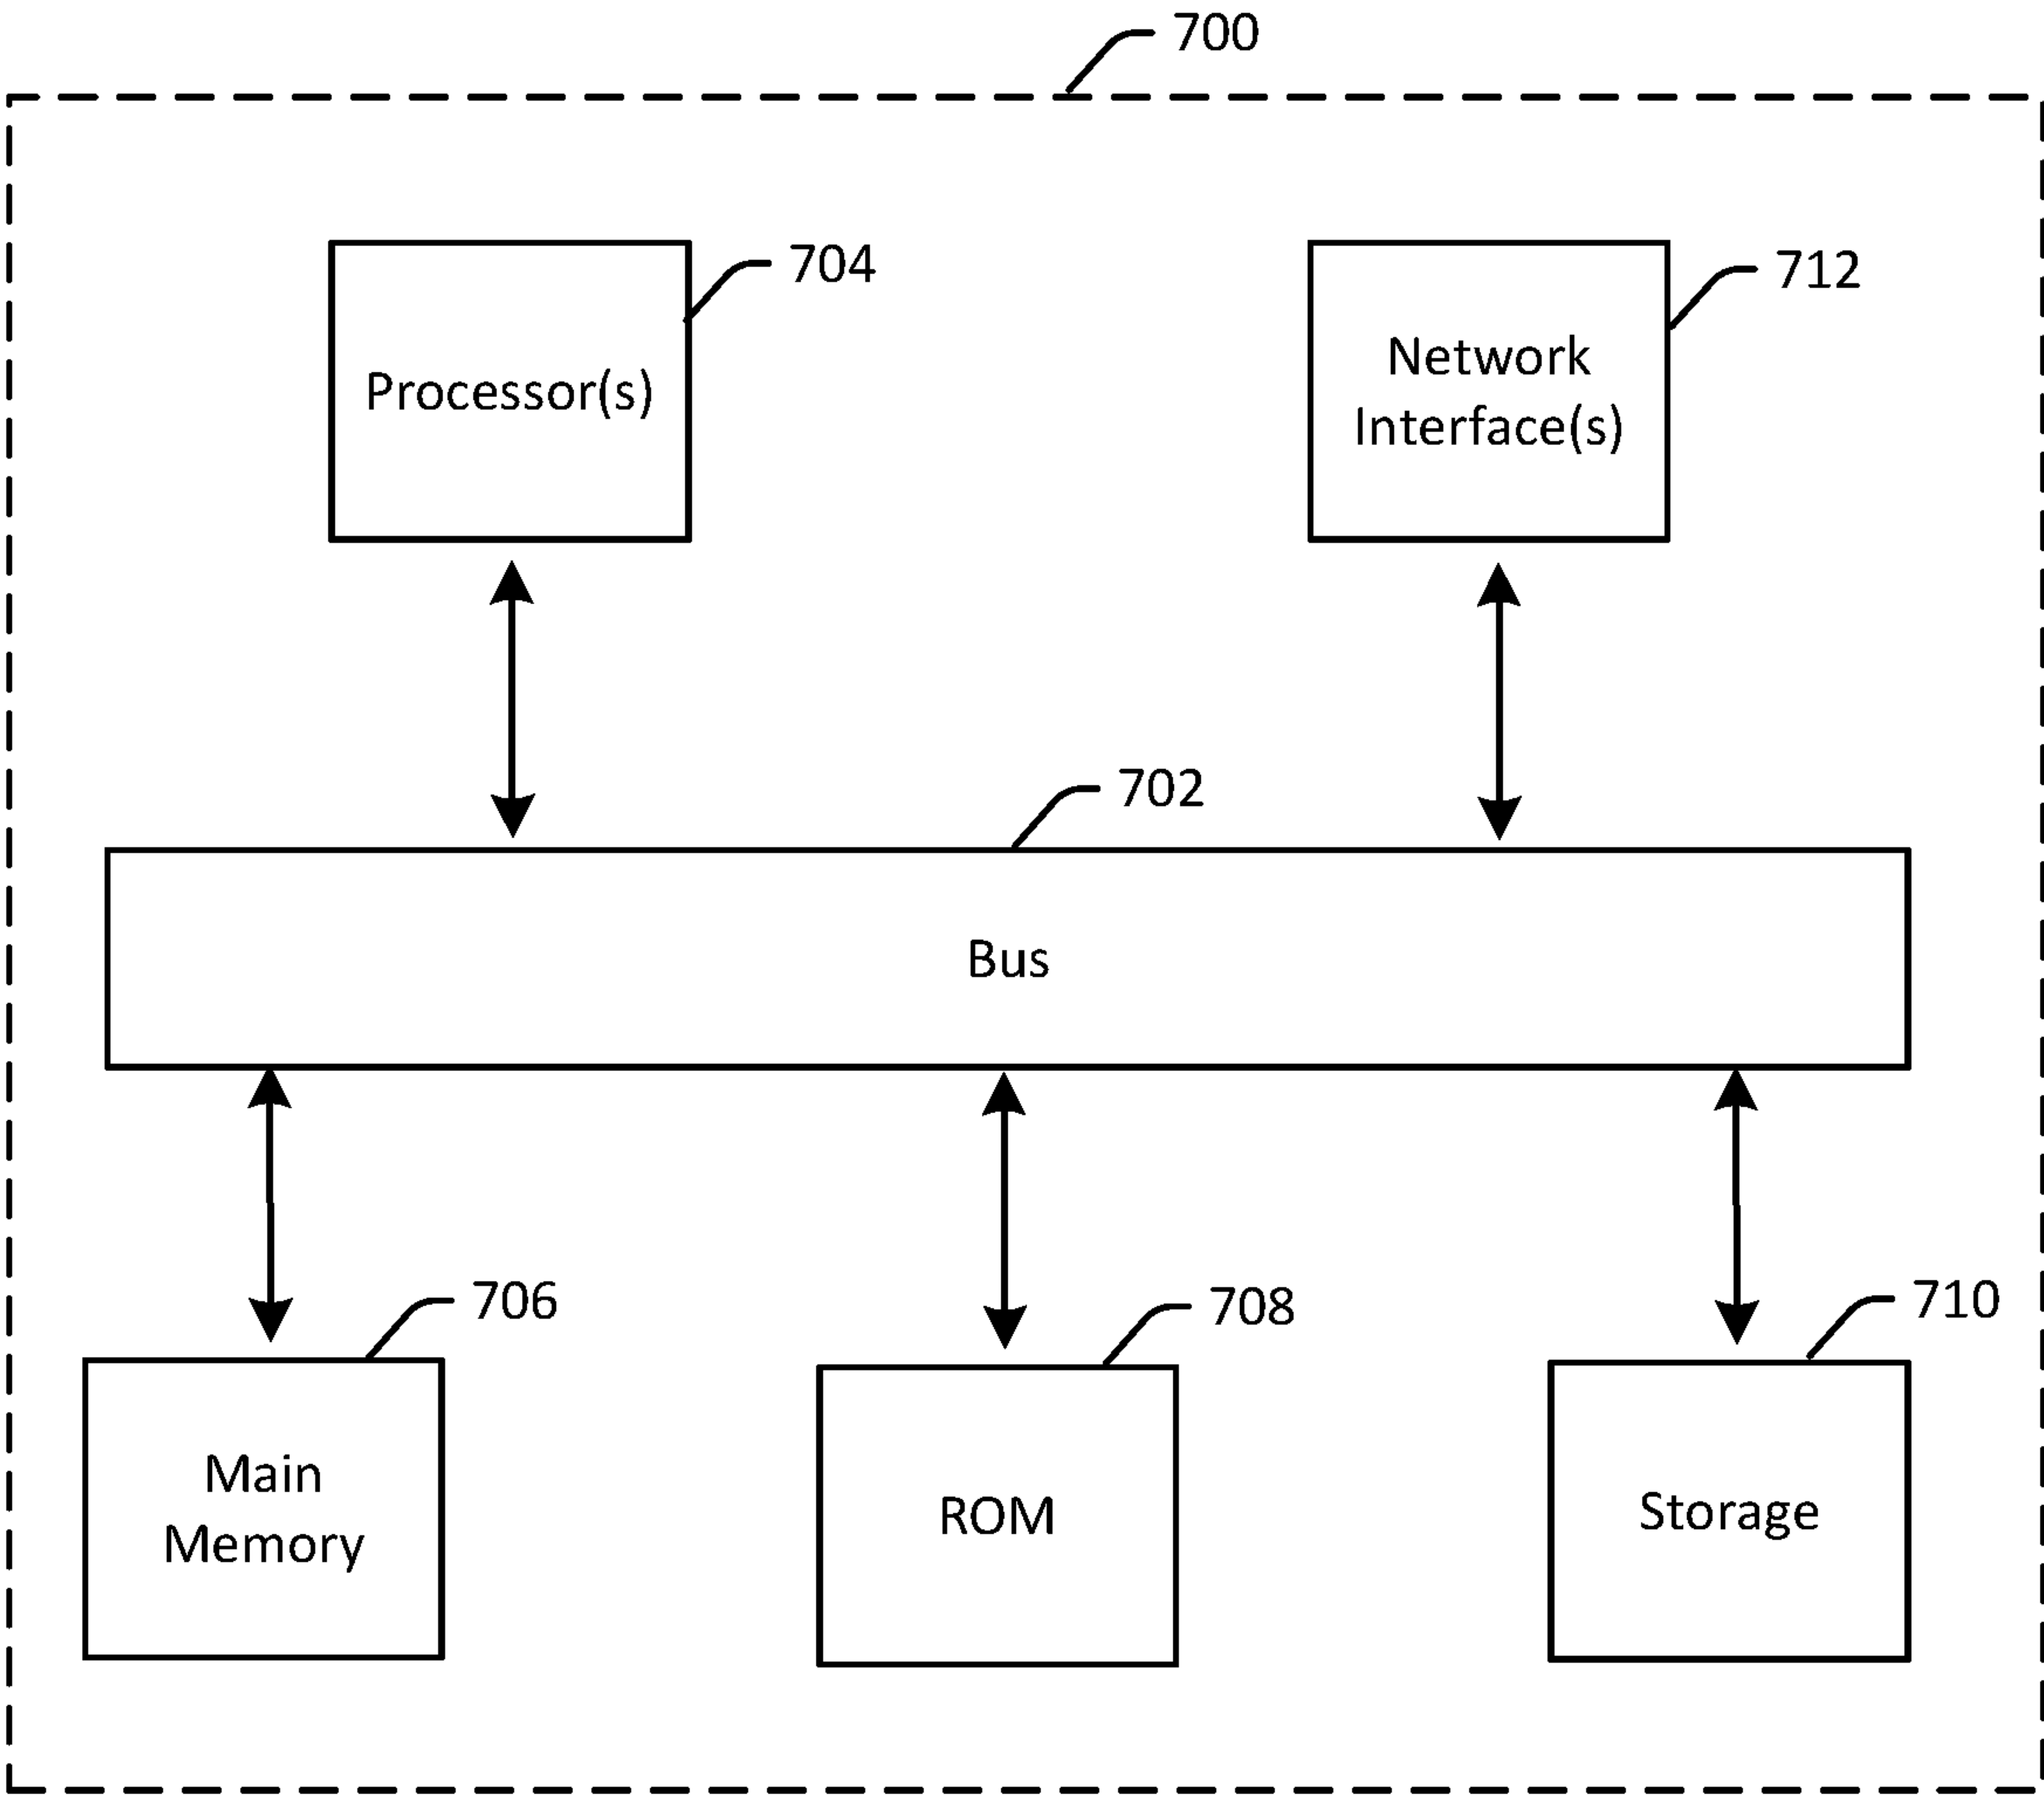 700
704
712
Processor(s)
Network
Interface(s)
702
Bus
706
708
710
Main
Memory
ROM
Storage